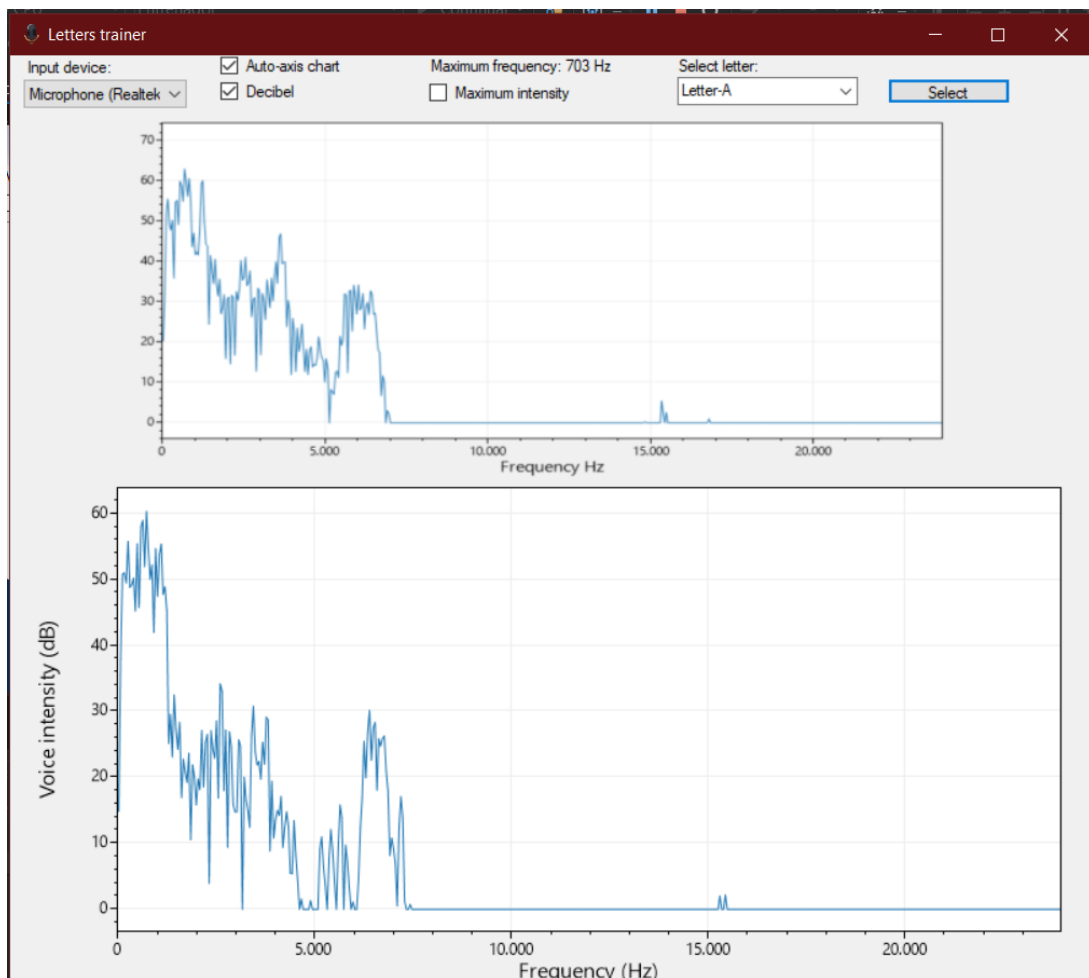 Letters trainer
Input device:
Microphone (Realtek
Auto-axis chart
Decibel
Maximum frequency: 703 Hz
Maximum intensity
Select letter:
Letter-A
Select
70
60
50
40
30
20
10
0
0 5.000 10.000 15.000 20.000
Frequency Hz
Voice intensity (dB)
60
50
40
30
20
10
0
0 5.000 10.000 15.000 20.000
Frequency (Hz)